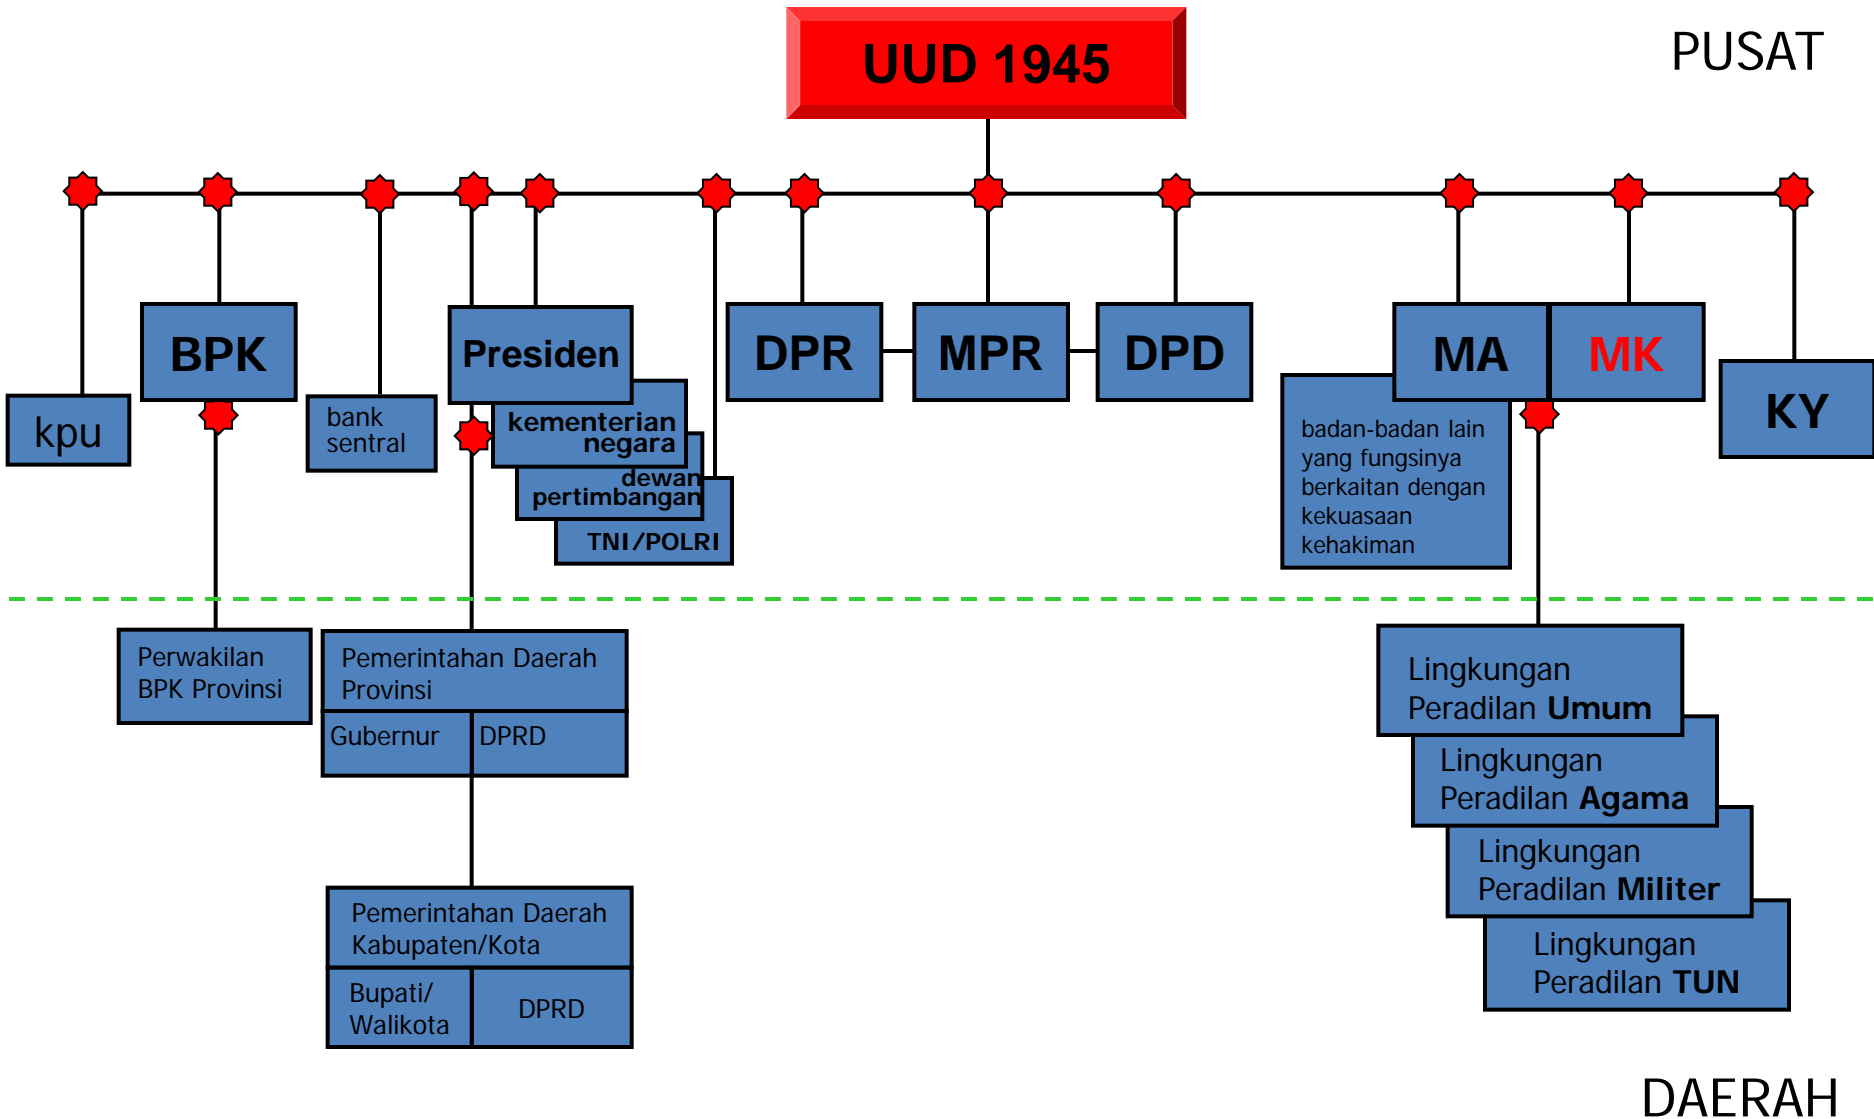 UUD 1945
PUSAT
kpu
BPK
bank
sentral
Presiden
kementerian
negara
dewan
pertimbangan
TNI/POLRI
DPR
MPR
DPD
MA
MK
badan-badan lain
yang fungsinya
berkaitan dengan
kekuasaan
kehakiman
KY
Perwakilan
BPK Provinsi
Pemerintahan Daerah
Provinsi
Gubernur
DPRD
Pemerintahan Daerah
Kabupaten/Kota
Bupati/
Walikota
DPRD
Lingkungan
Peradilan Umum
Lingkungan
Peradilan Agama
Lingkungan
Peradilan Militer
Lingkungan
Peradilan TUN
DAERAH